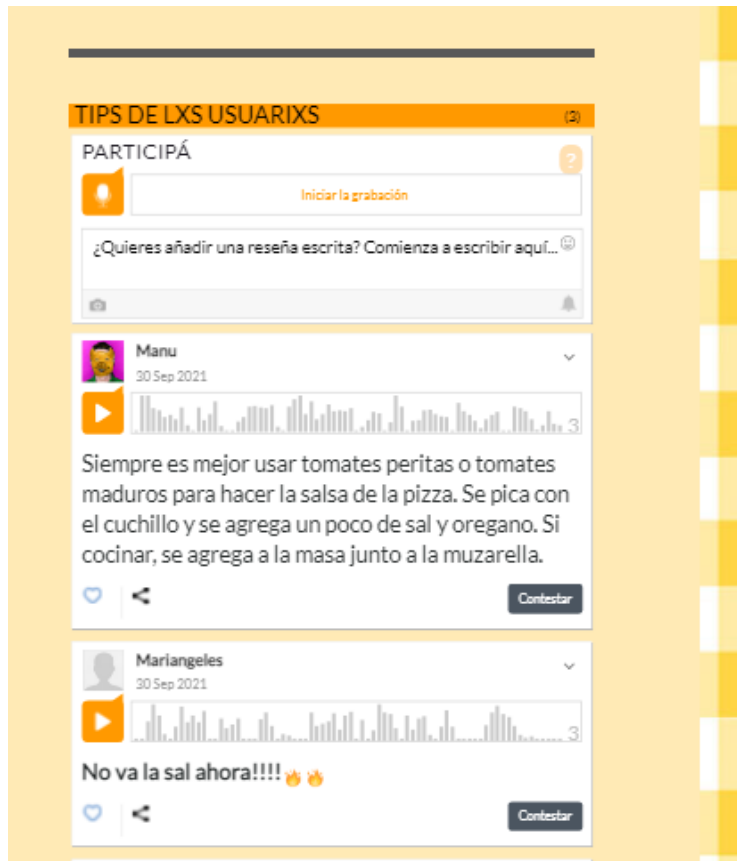 TIPS DE LXS USUARIXS (3)
PARTICIPÁ
?
Iniciar la grabación
¿Quieres añadir una reseña escrita? Comienza a escribir aquí...
Manu
30 Sep 2021
3
Siempre es mejor usar tomates peritas o tomates
maduros para hacer la salsa de la pizza. Se pica con
el cuchillo y se agrega un poco de sal y oregano. Si
cocinar, se agrega a la masa junto a la muzarella.
Contestar
Mariangeles
30 Sep 2021
3
No va la sal ahora!!!!🔥🔥
Contestar